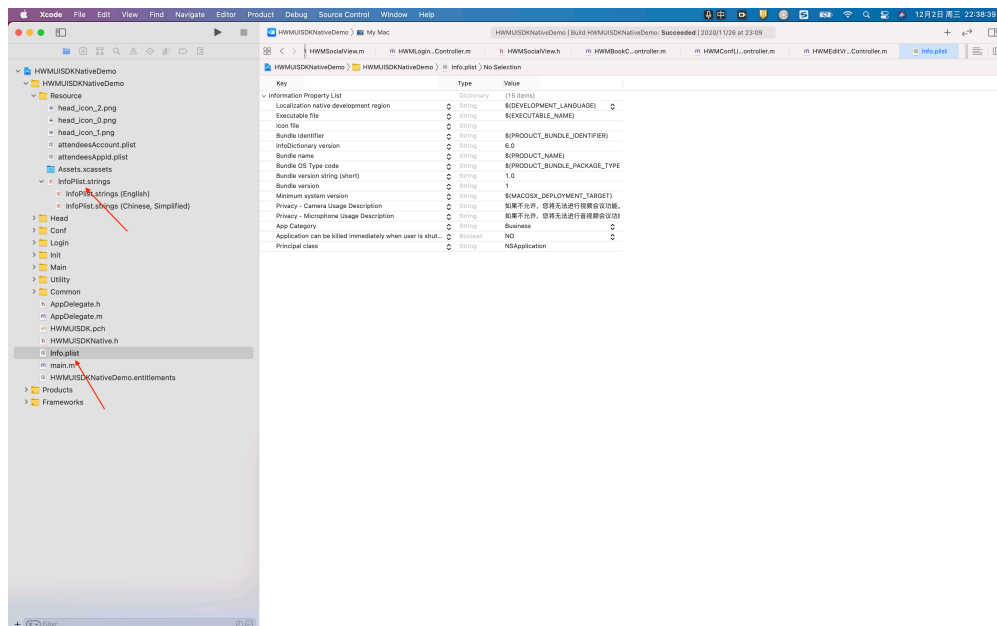 Xcode File Edit View Find Navigate Editor Product Debug Source Control Window Help 中 12月2日 周三 22:38:39
HWMUISDKNativeDemo 〉 My Mac
HWMUISDKNativeDemo | Build HWMUISDKNativeDemo: Succeeded | 2020/11/26 at 23:09
HWMSocialView.m HWMLogin...Controller.m HWMSocialView.h HWMBookC...ontroller.m HWMConfLi...ontroller.m HWMEditVr...Controller.m Info.plist
HWMUISDKNativeDemo 〉 HWMUISDKNativeDemo 〉 Info.plist 〉 No Selection
HWMUISDKNativeDemo
HWMUISDKNativeDemo
Resource
head_icon_2.png
head_icon_0.png
head_icon_1.png
attendeesAccount.plist
attendeesAppId.plist
Assets.xcassets
InfoPlist.strings
InfoPlist.strings (English)
InfoPlist.strings (Chinese, Simplified)
Head
Conf
Login
Init
Main
Utility
Common
AppDelegate.h
AppDelegate.m
HWMUISDK.pch
HWMUISDKNative.h
Info.plist
main.m
HWMUISDKNativeDemo.entitlements
Products
Frameworks
Filter
Key Type Value
Information Property List Dictionary (15 items)
Localization native development region String $(DEVELOPMENT_LANGUAGE)
Executable file String $(EXECUTABLE_NAME)
Icon file String
Bundle identifier String $(PRODUCT_BUNDLE_IDENTIFIER)
InfoDictionary version String 6.0
Bundle name String $(PRODUCT_NAME)
Bundle OS Type code String $(PRODUCT_BUNDLE_PACKAGE_TYPE
Bundle version string (short) String 1.0
Bundle version String 1
Minimum system version String $(MACOSX_DEPLOYMENT_TARGET)
Privacy - Camera Usage Description String 如果不允许，您将无法进行视频会议功能。
Privacy - Microphone Usage Description String 如果不允许，您将无法进行音视频会议功
App Category String Business
Application can be killed immediately when user is shut... Boolean NO
Principal class String NSApplication